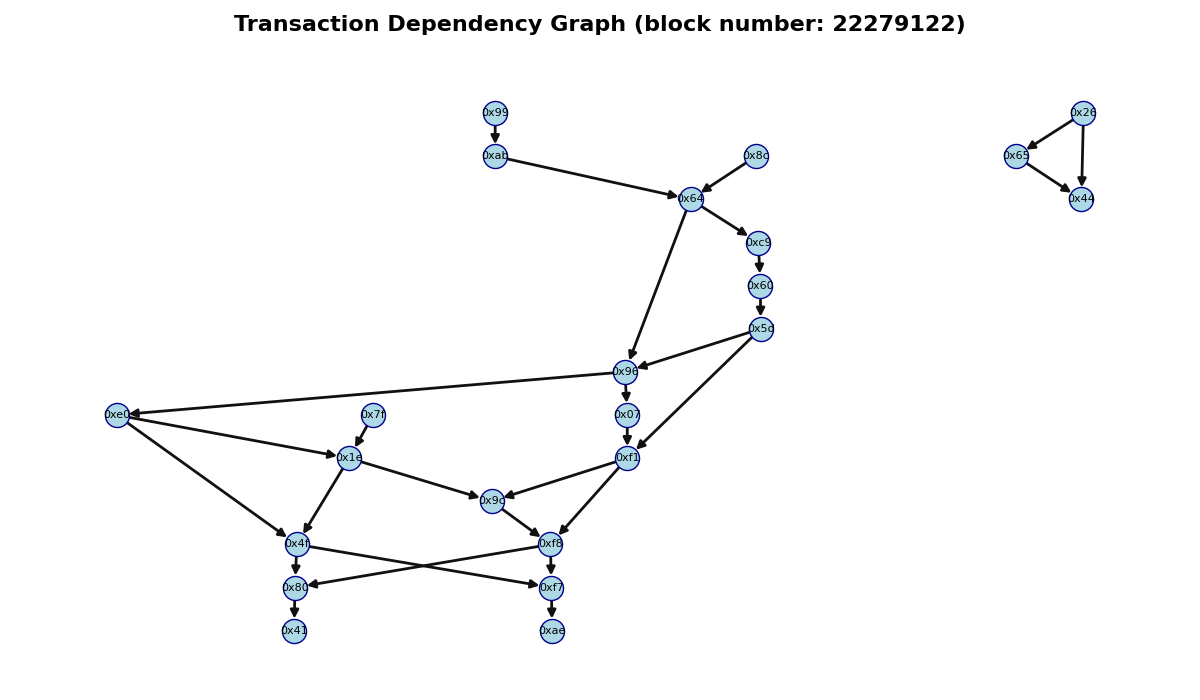 Transaction Dependency Graph (block number: 22279122)
0x99
0x26
0xab
0x8c
0x65
0x64
0x44
0xc9
0x60
0x5d
0x96
0xe0
0x7f
0x07
0x1e
0xf1
0x9c
0x4f
0xf8
0x80
0xf7
0x41
0xae